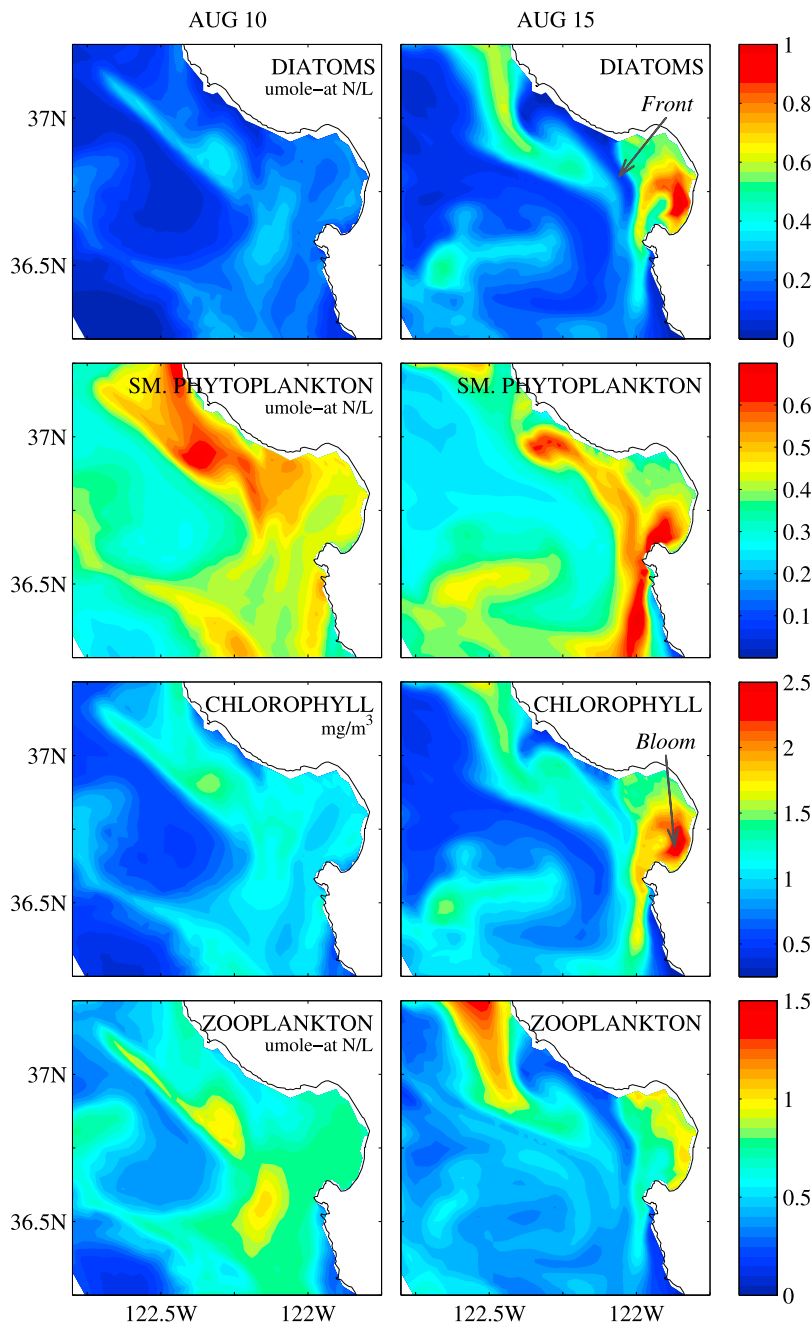 AUG 10 AUG 15
DIATOMS
umole-at N/L
37N
36.5N
DIATOMS
Front
1
0.8
0.6
0.4
0.2
0
SM. PHYTOPLANKTON
umole-at N/L
37N
36.5N
SM. PHYTOPLANKTON
0.6
0.5
0.4
0.3
0.2
0.1
CHLOROPHYLL
mg/m³
37N
36.5N
CHLOROPHYLL
Bloom
2.5
2
1.5
1
0.5
ZOOPLANKTON
umole-at N/L
37N
36.5N
122.5W 122W
ZOOPLANKTON
122.5W 122W
1.5
1
0.5
0